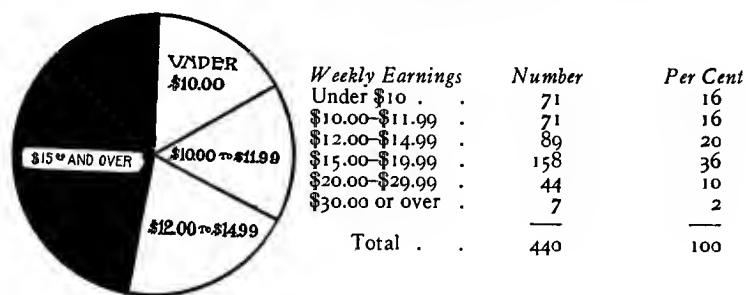 UNDER
$10.00
$10.00 TO $11.99
$15 00 AND OVER
$12.00 TO $14.99
Weekly Earnings Number Per Cent
Under $10 . . 71 16
$10.00–$11.99 . 71 16
$12.00–$14.99 . 89 20
$15.00–$19.99 . 158 36
$20.00–$29.99 . 44 10
$30.00 or over . 7 2
Total . . 440 100